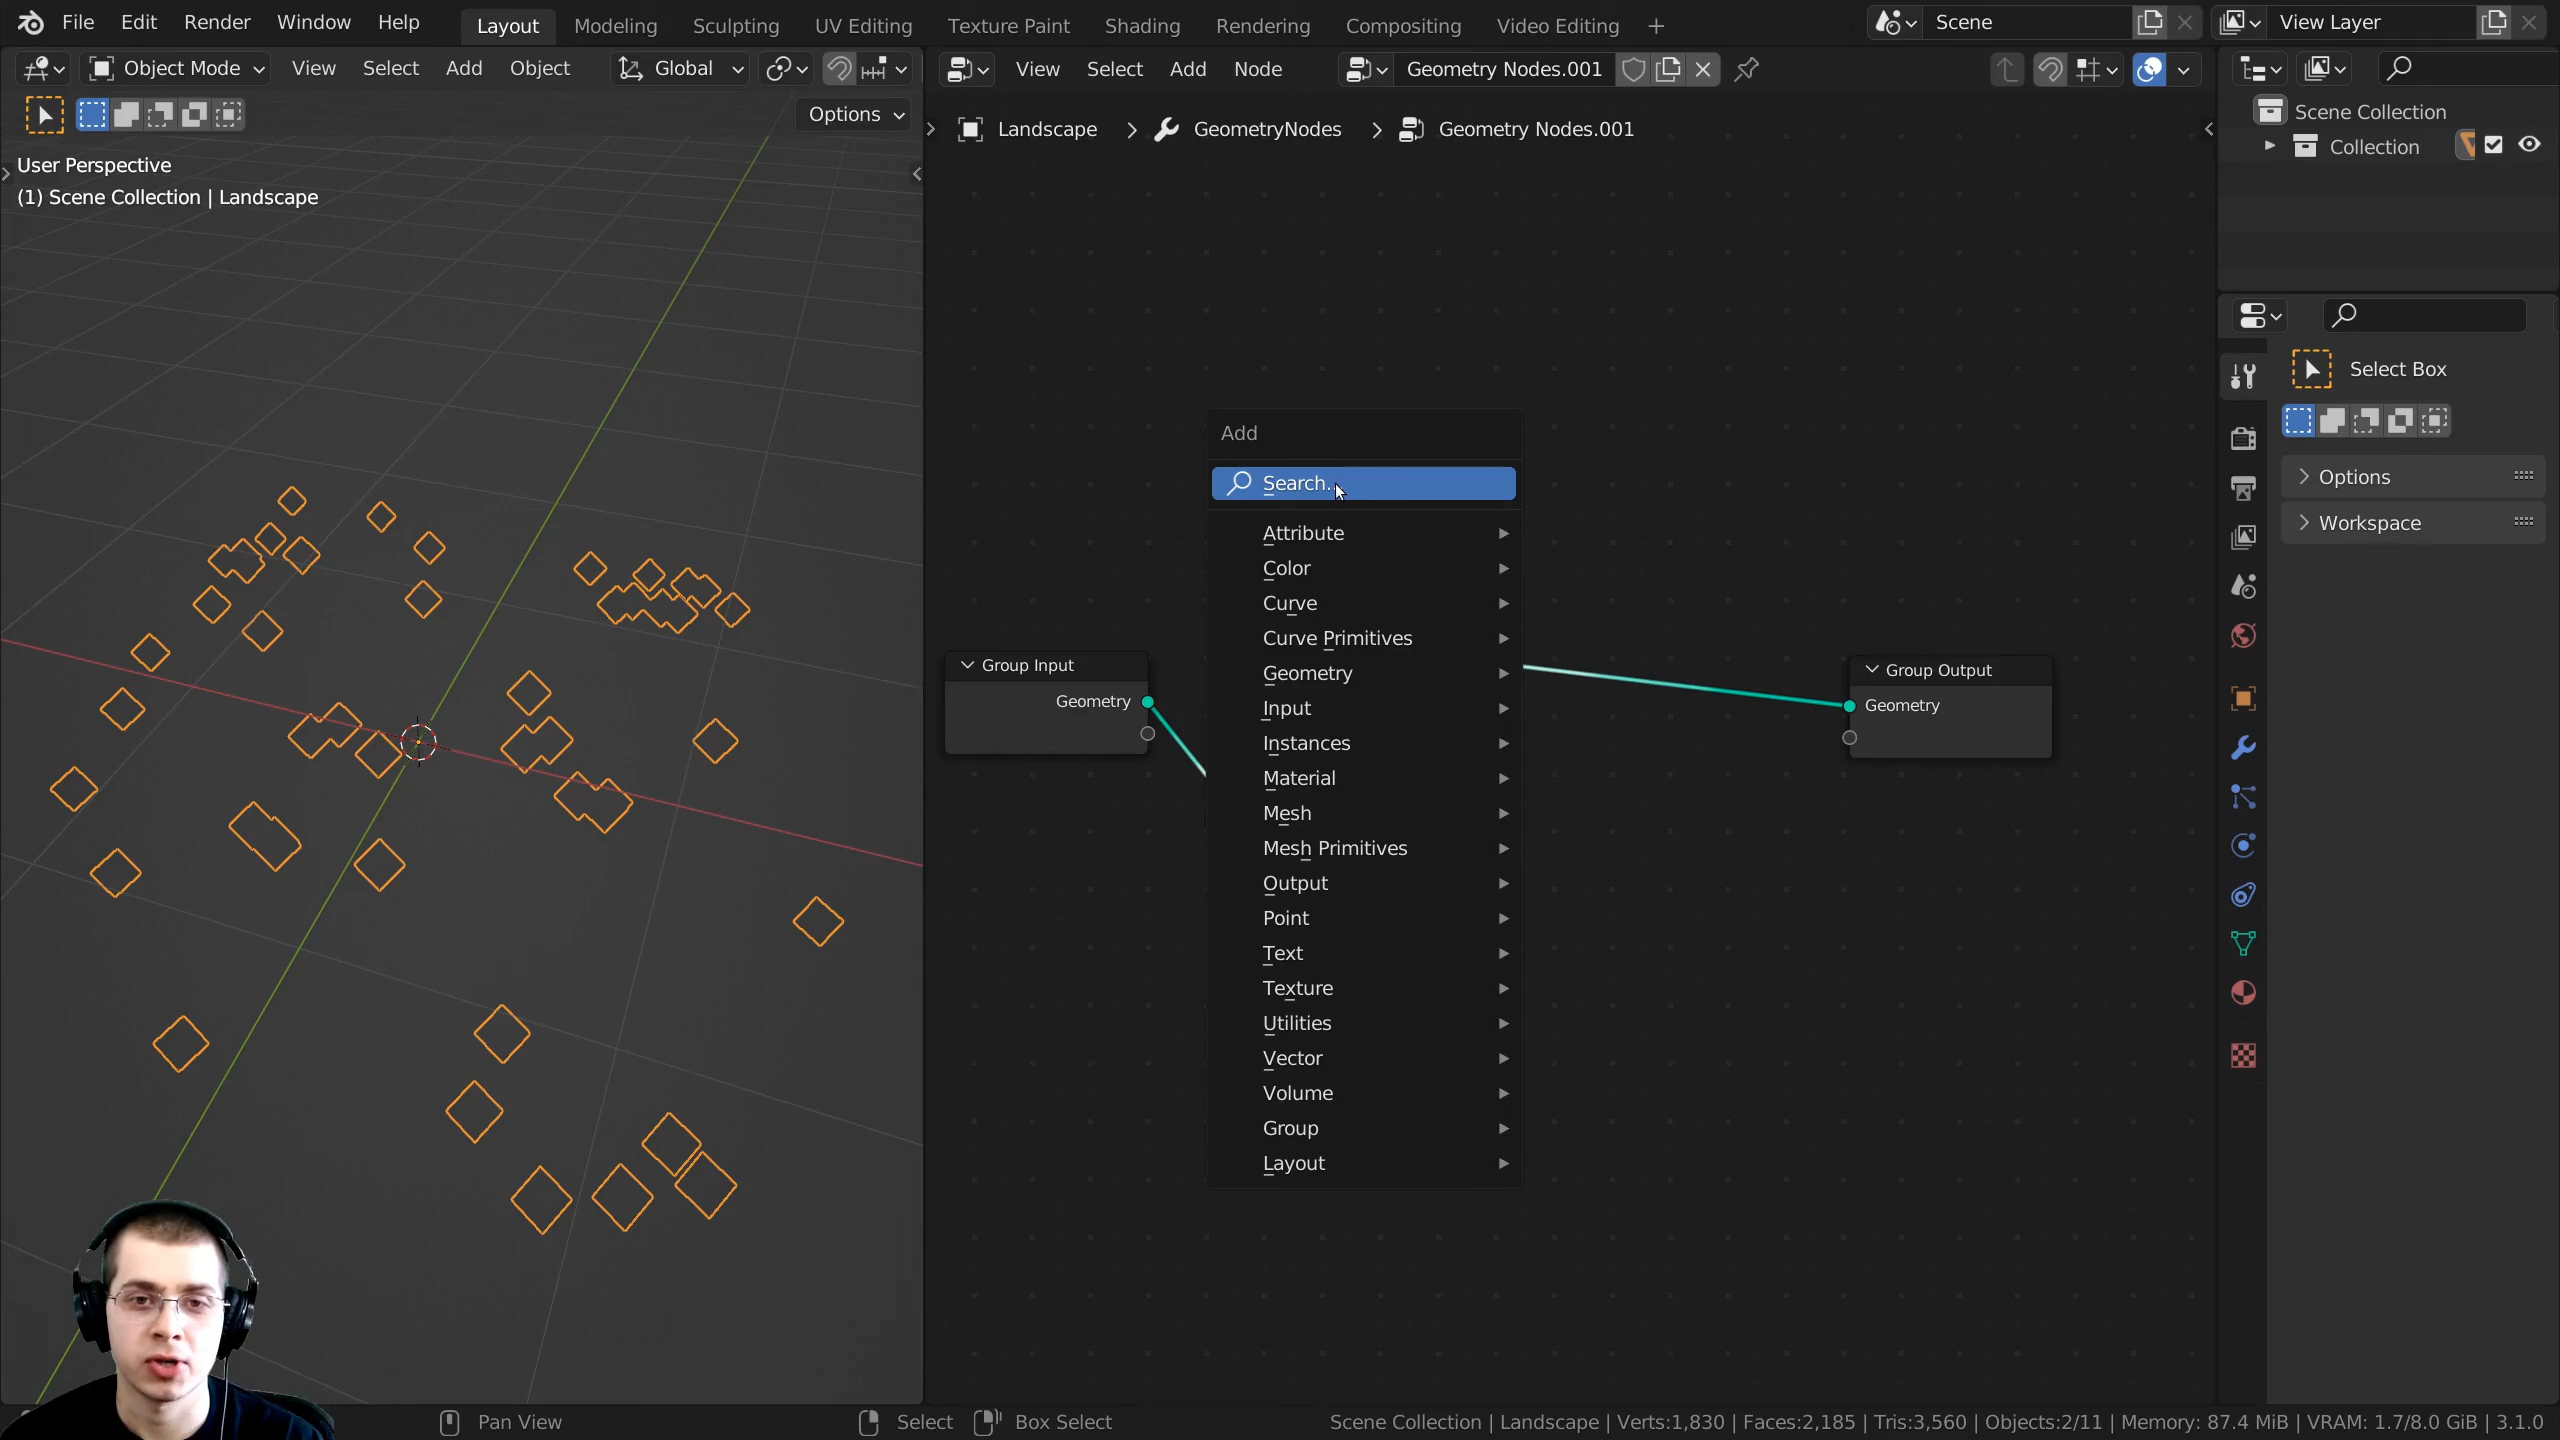 File Edit Render Window Help Layout Modeling Sculpting UV Editing Texture Paint Shading Rendering Compositing Video Editing + Scene View Layer
Object Mode View Select Add Object Global View Select Add Node Geometry Nodes.001
Options
Landscape GeometryNodes Geometry Nodes.001
User Perspective
(1) Scene Collection | Landscape
Add
Search...
Attribute
Color
Curve
Curve Primitives
Geometry
Input
Instances
Material
Mesh
Mesh Primitives
Output
Point
Text
Texture
Utilities
Vector
Volume
Group
Layout
Group Input
Geometry
Group Output
Geometry
Scene Collection
Collection
Select Box
Options
Workspace
Pan View Select Box Select Scene Collection | Landscape | Verts:1,830 | Faces:2,185 | Tris:3,560 | Objects:2/11 | Memory: 87.4 MiB | VRAM: 1.7/8.0 GiB | 3.1.0